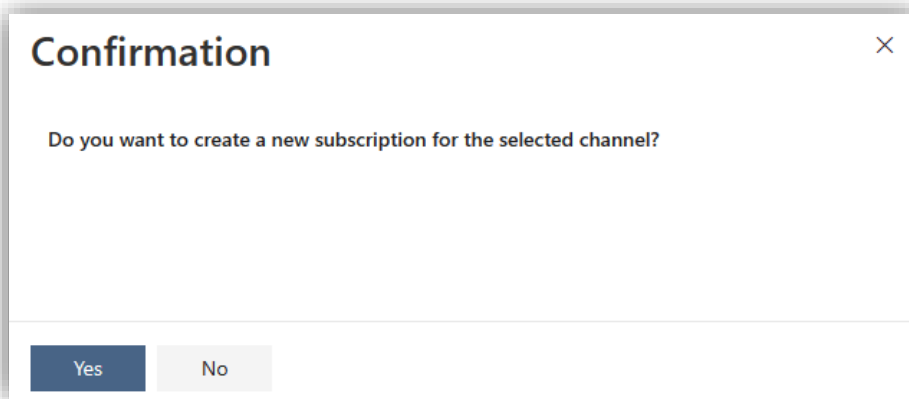 Confirmation
Do you want to create a new subscription for the selected channel?
Yes
No